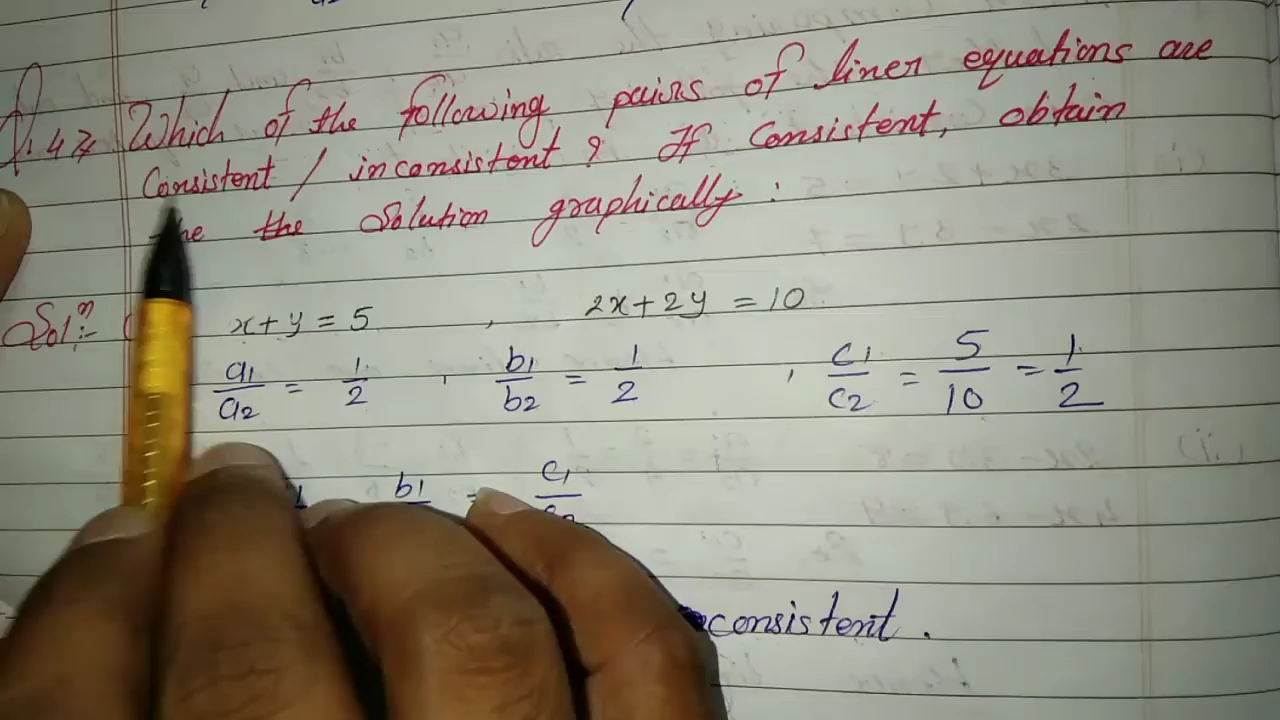 Q.4> Which of the following pairs of liner equations are
Consistent / inconsistent ? If Consistent, obtain
the Solution graphically :
Solⁿ:- x + y = 5 , 2x + 2y = 10
a1/a2 = 1/2 , b1/b2 = 1/2 , c1/c2 = 5/10 = 1/2
b1 = c1/c2
consistent.